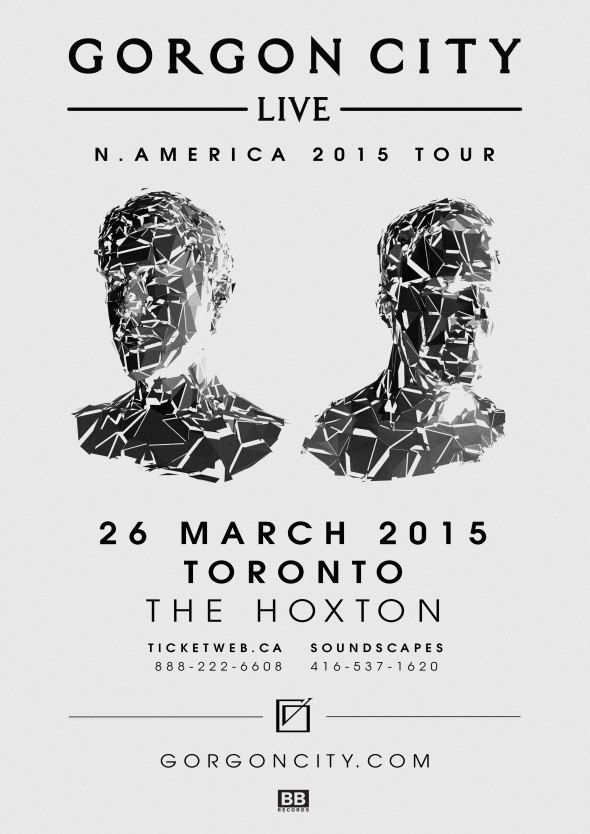 GORGON CITY
LIVE
N.AMERICA 2015 TOUR
26 MARCH 2015
TORONTO
THE HOXTON
TICKETWEB.CA SOUNDSCAPES
888-222-6608 416-537-1620
GORGONCITY.COM
BB
RECORDS